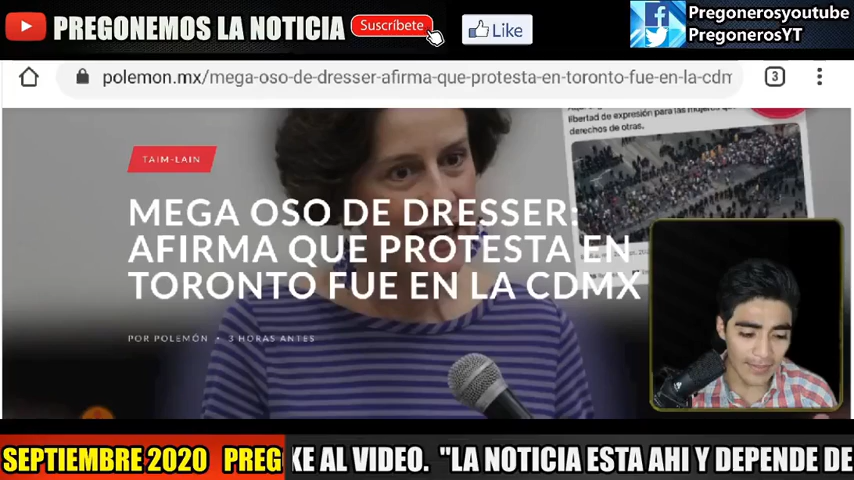 PREGONEMOS LA NOTICIA
Suscríbete
Like
Pregonerosyoutube
PregonerosYT
polemon.mx/mega-oso-de-dresser-afirma-que-protesta-en-toronto-fue-en-la-cdm
3
libertad de expresión para las mujeres que
derechos de otras.
TAIM-LAIN
MEGA OSO DE DRESSER:
AFIRMA QUE PROTESTA EN
TORONTO FUE EN LA CDMX
POR POLEMÓN • 3 HORAS ANTES
SEPTIEMBRE 2020 PREG
KE AL VIDEO. "LA NOTICIA ESTA AHI Y DEPENDE DE